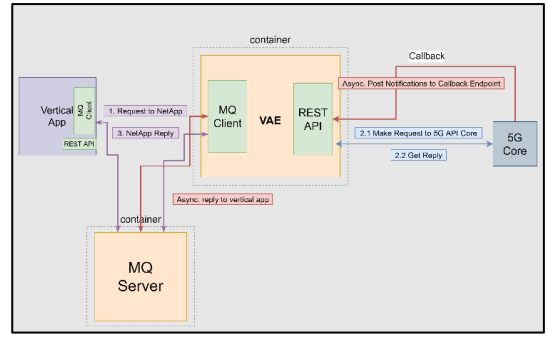 container
Callback
Async. Post Notifications to Callback Endpoint
Vertical
App
MQ
Client
REST API
1. Request to NetApp
3. NetApp Reply
MQ
Client
VAE
REST
API
2.1 Make Request to 5G API Core
2.2 Get Reply
5G
Core
Async. reply to vertical app
container
MQ
Server